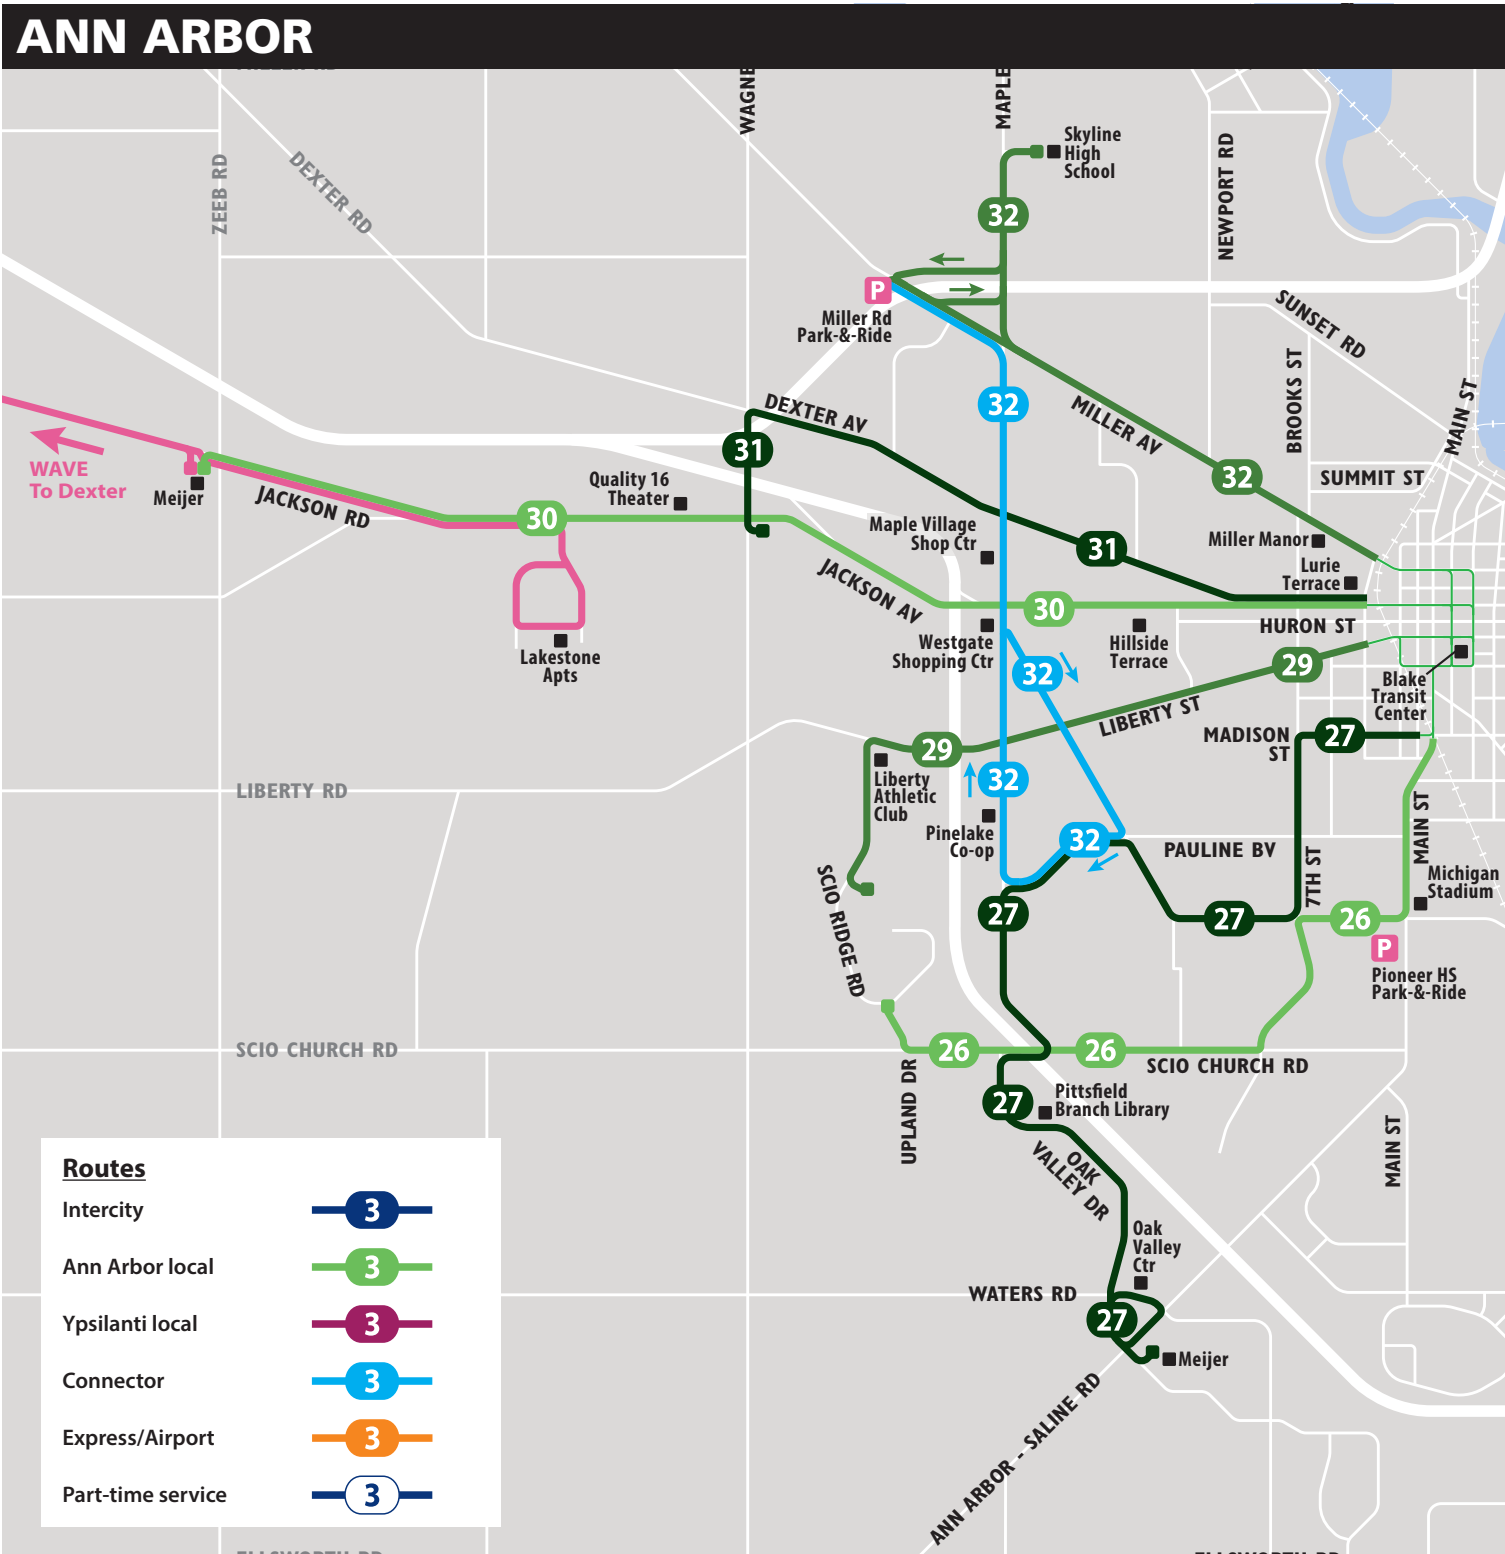 ANN ARBOR
WAGNE
MAPLE
Skyline
High
School
ZEEB RD
DEXTER RD
NEWPORT RD
32
P
Miller Rd
Park-&-Ride
SUNSET RD
BROOKS ST
MAIN ST
32
DEXTER AV
MILLER AV
31
32
SUMMIT ST
WAVE
To Dexter
Meijer
JACKSON RD
30
Quality 16
Theater
Maple Village
Shop Ctr
31
Miller Manor
Lurie
Terrace
JACKSON AV
30
HURON ST
Westgate
Shopping Ctr
Hillside
Terrace
Lakestone
Apts
32
29
Blake
Transit
Center
LIBERTY ST
MADISON
ST
27
29
Liberty
Athletic
Club
32
LIBERTY RD
Pinelake
Co-op
32
PAULINE BV
MAIN ST
7TH ST
Michigan
Stadium
SCIO RIDGE RD
27
27
26
P
Pioneer HS
Park-&-Ride
SCIO CHURCH RD
26
26
SCIO CHURCH RD
UPLAND DR
27
Pittsfield
Branch Library
MAIN ST
OAK
VALLEY DR
Oak
Valley
Ctr
WATERS RD
27
Meijer
ANN ARBOR - SALINE RD
Routes
Intercity 3
Ann Arbor local 3
Ypsilanti local 3
Connector 3
Express/Airport 3
Part-time service 3